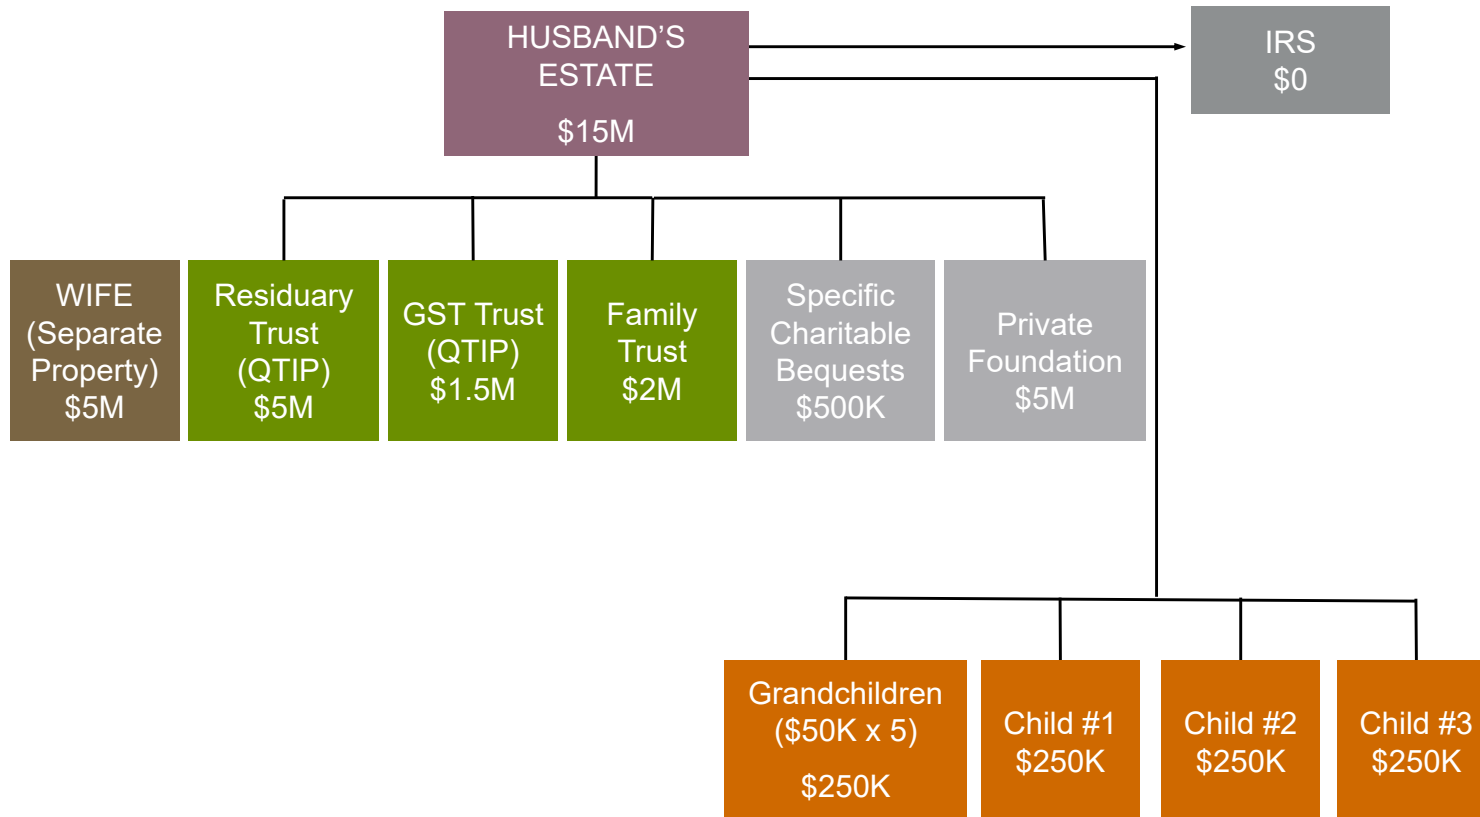 HUSBAND’S
ESTATE
$15M
IRS
$0
WIFE
(Separate
Property)
$5M
Residuary
Trust
(QTIP)
$5M
GST Trust
(QTIP)
$1.5M
Family
Trust
$2M
Specific
Charitable
Bequests
$500K
Private
Foundation
$5M
Grandchildren
($50K x 5)
$250K
Child #1
$250K
Child #2
$250K
Child #3
$250K